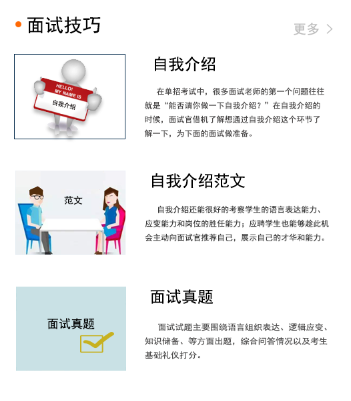 面试技巧
更多
HELLO!
MY NAME IS
自我介绍
自我介绍
在单招考试中，很多面试老师的第一个问题往往
就是“能否请你做一下自我介绍？”在自我介绍的
时候，面试官借机了解想通过自我介绍这个环节了
解一下，为下面的面试做准备。
范文
自我介绍范文
自我介绍还能很好的考察学生的语言表达能力、
应变能力和岗位的胜任能力；应聘学生也能够趁此机
会主动向面试官推荐自己，展示自己的才华和能力。
面试真题
面试真题
面试试题主要围绕语言组织表达、逻辑应变、
知识储备、等方面出题，综合问答情况以及考生
基础礼仪打分。